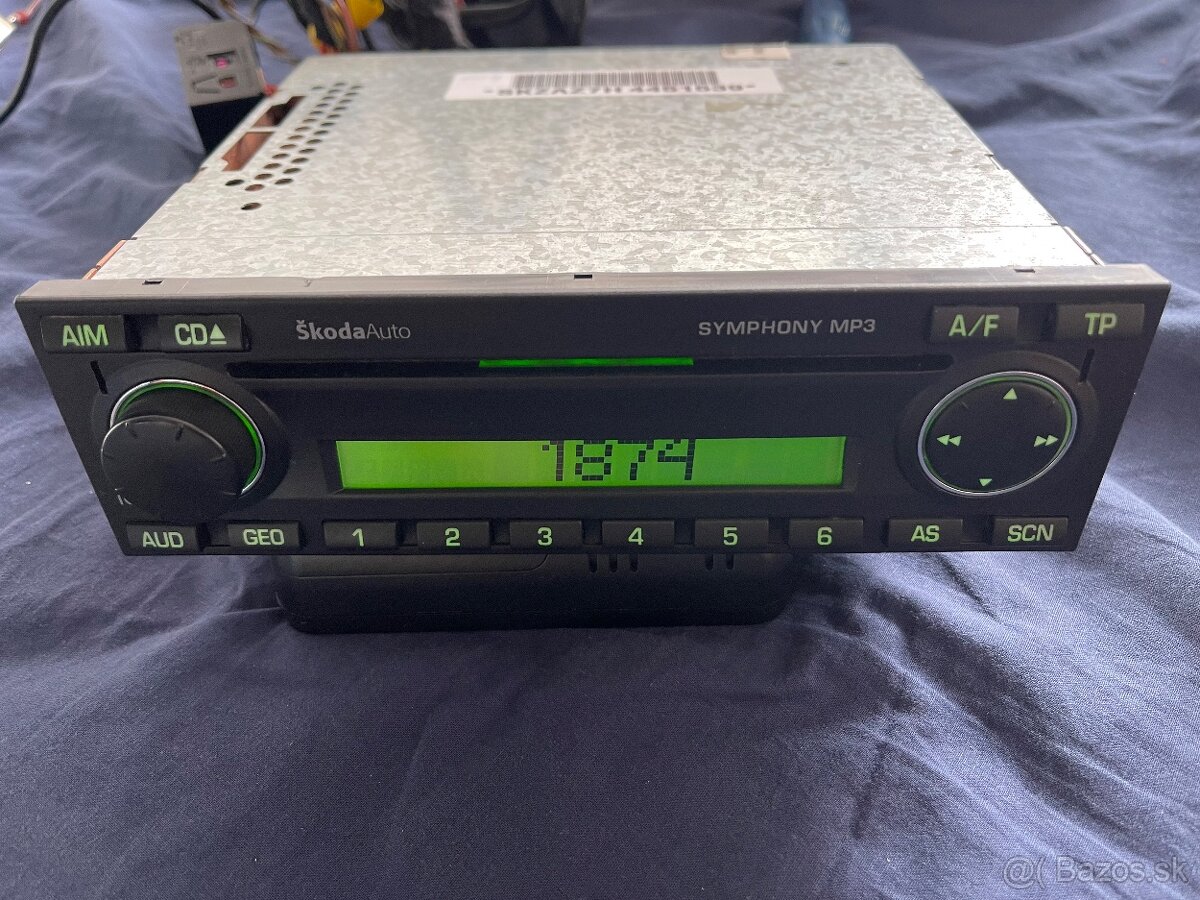 AIM
CD
ŠkodaAuto
SYMPHONY MP3
A/F
TP
1874
AUD
GEO
1
2
3
4
5
6
AS
SCN
@( Bazos.sk